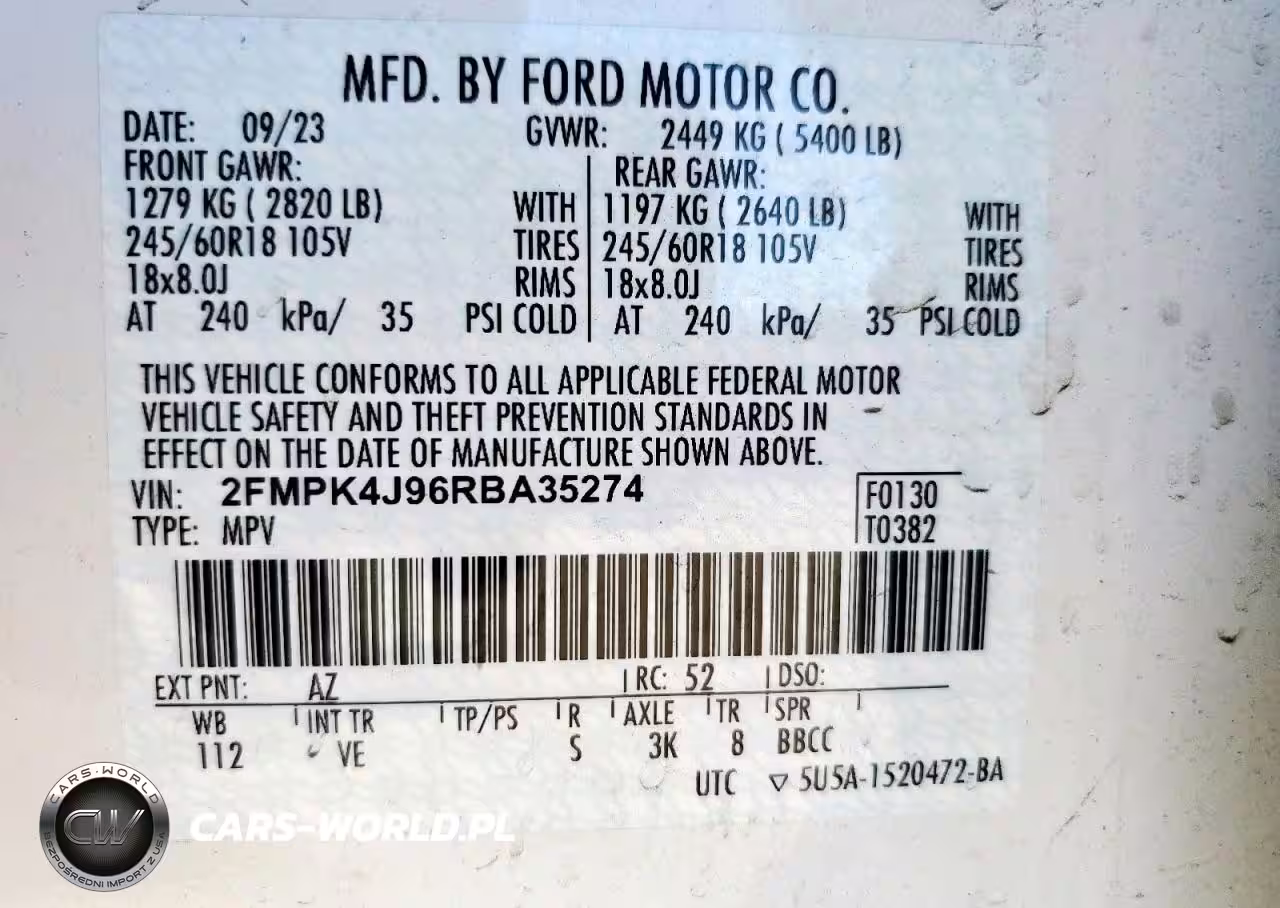 MFD. BY FORD MOTOR CO.
DATE: 09/23 GVWR: 2449 KG ( 5400 LB)
FRONT GAWR: REAR GAWR:
1279 KG ( 2820 LB) WITH 1197 KG ( 2640 LB) WITH
245/60R18 105V TIRES 245/60R18 105V TIRES
18x8.0J RIMS 18x8.0J RIMS
AT 240 kPa/ 35 PSI COLD AT 240 kPa/ 35 PSI COLD
THIS VEHICLE CONFORMS TO ALL APPLICABLE FEDERAL MOTOR
VEHICLE SAFETY AND THEFT PREVENTION STANDARDS IN
EFFECT ON THE DATE OF MANUFACTURE SHOWN ABOVE.
VIN: 2FMPK4J96RBA35274 F0130
TYPE: MPV T0382
EXT PNT: AZ RC: 52 DSO:
WB INT TR TP/PS R AXLE TR SPR
112 VE S 3K 8 BBCC
UTC ▽ 5U5A-1520472-BA
CARS-WORLD
CW
BEZPOŚREDNI IMPORT Z USA
CARS-WORLD.PL